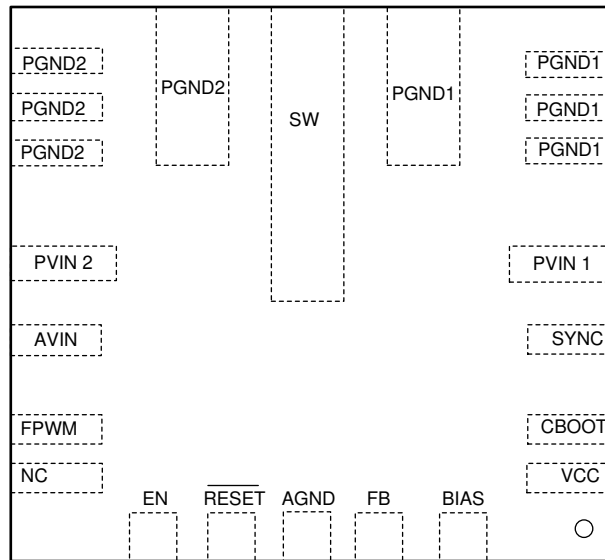 PGND2 PGND1
PGND2 SW PGND1
PGND2 PGND1
PGND2 PGND1
PVIN 2 PVIN 1
AVIN SYNC
FPWM CBOOT
NC VCC
EN RESET AGND FB BIAS